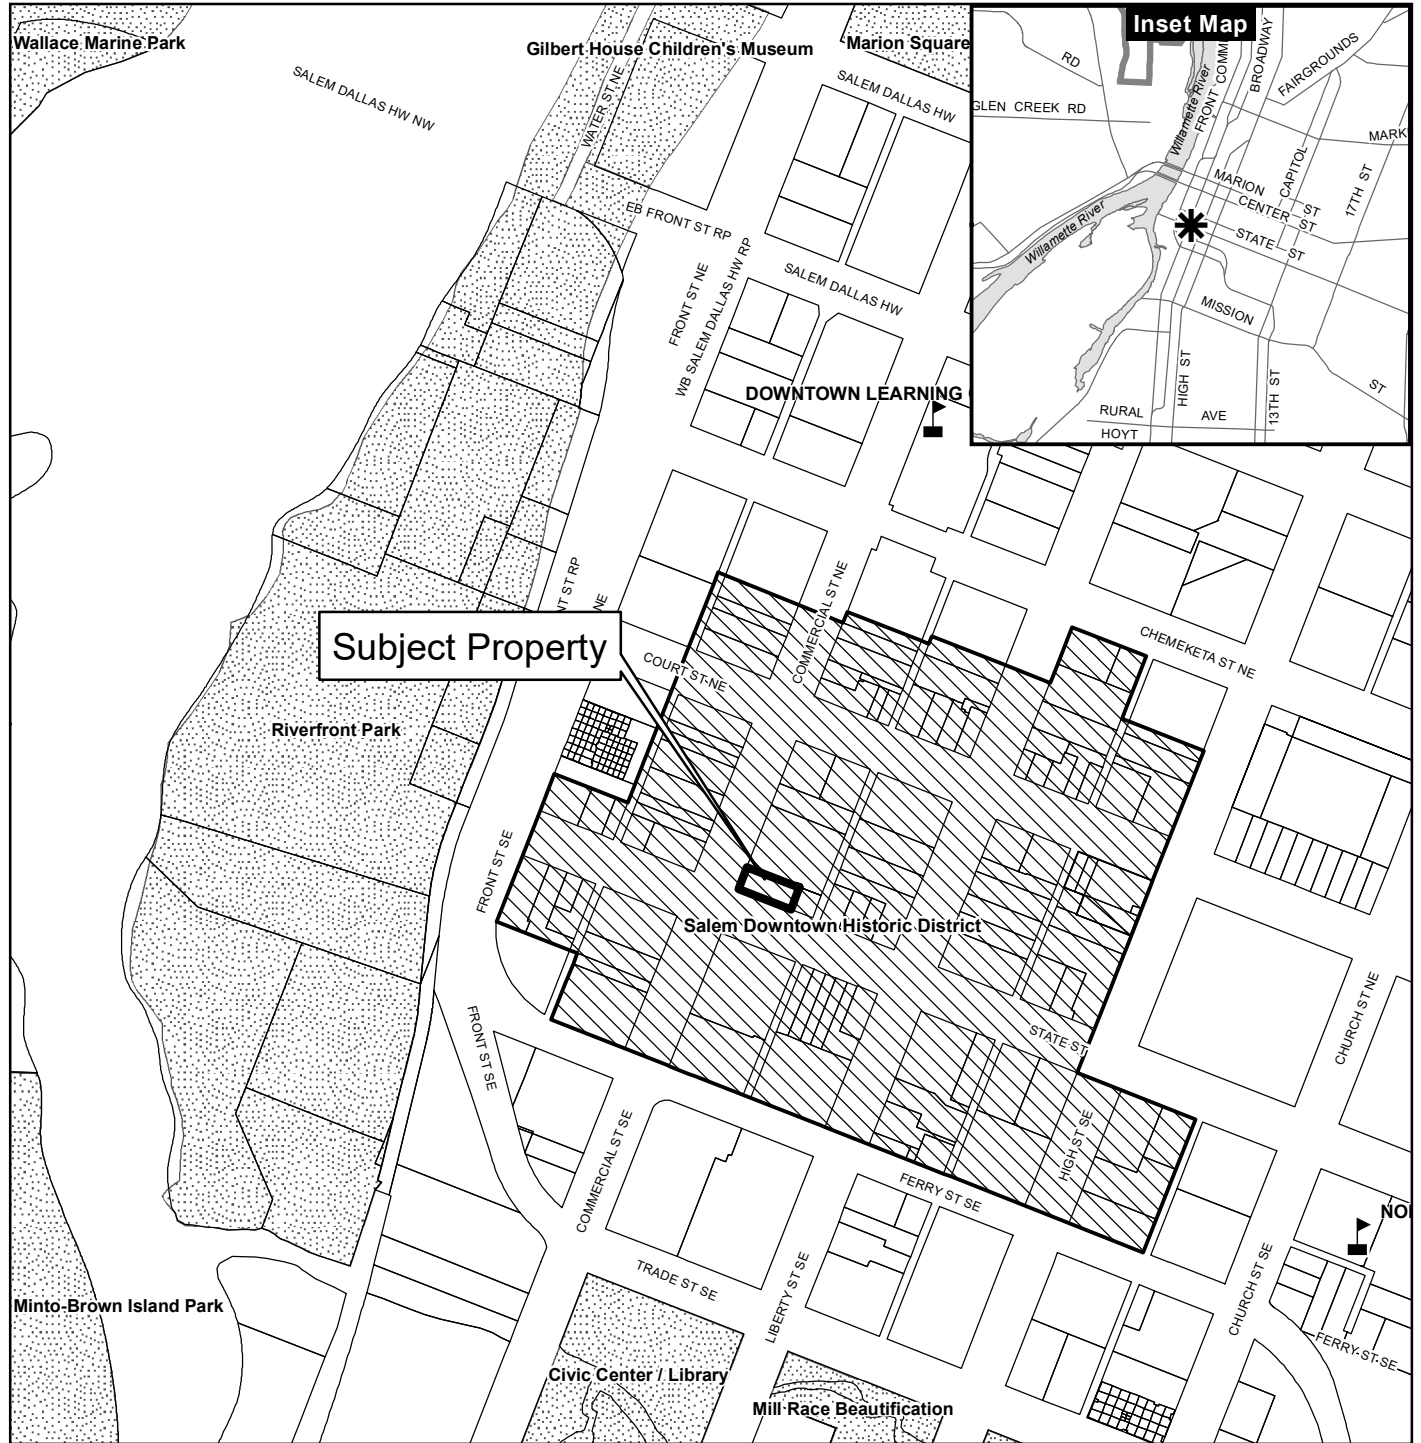 Wallace Marine Park
Gilbert House Children's Museum
Marion Square
SALEM DALLAS HW NW
WATER ST NE
SALEM DALLAS HW
EB FRONT ST RP
FRONT ST NE
WB SALEM DALLAS HW RP
SALEM DALLAS HW
DOWNTOWN LEARNING
Inset Map
RD
GLEN CREEK RD
Willamette River
FRONT
COMM
BROADWAY
FAIRGROUNDS
MARK
CAPITOL
17TH ST
MARION ST
CENTER ST
STATE ST
Willamette River
MISSION
ST
HIGH ST
13TH ST
RURAL AVE
HOYT
NT ST RP
NE
COMMERCIAL ST NE
CHEMEKETA ST NE
Subject Property
COURT ST NE
Riverfront Park
FRONT ST SE
Salem Downtown Historic District
CHURCH ST NE
FRONT ST SE
STATE ST
COMMERCIAL ST SE
HIGH ST SE
FERRY ST SE
NO
TRADE ST SE
LIBERTY ST SE
CHURCH ST SE
Minto-Brown Island Park
FERRY ST SE
Civic Center / Library
Mill Race Beautification